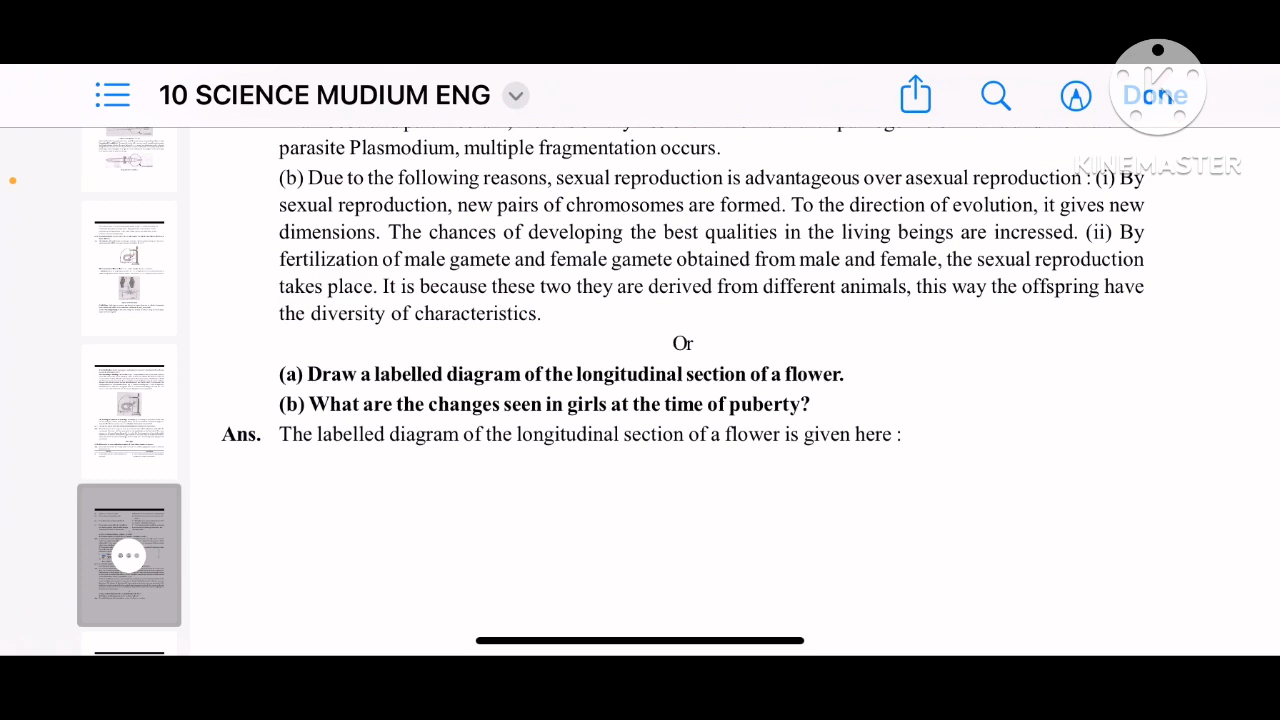 10 SCIENCE MUDIUM ENG
Done
KINEMASTER
parasite Plasmodium, multiple fragmentation occurs.
(b) Due to the following reasons, sexual reproduction is advantageous over asexual reproduction : (i) By
sexual reproduction, new pairs of chromosomes are formed. To the direction of evolution, it gives new
dimensions. The chances of developing the best qualities in the living beings are incressed. (ii) By
fertilization of male gamete and female gamete obtained from male and female, the sexual reproduction
takes place. It is because these two they are derived from different animals, this way the offspring have
the diversity of characteristics.
Or
(a) Draw a labelled diagram of the longitudinal section of a flower.
(b) What are the changes seen in girls at the time of puberty?
Ans. The labelled diagram of the longitudinal section of a flower is given here :